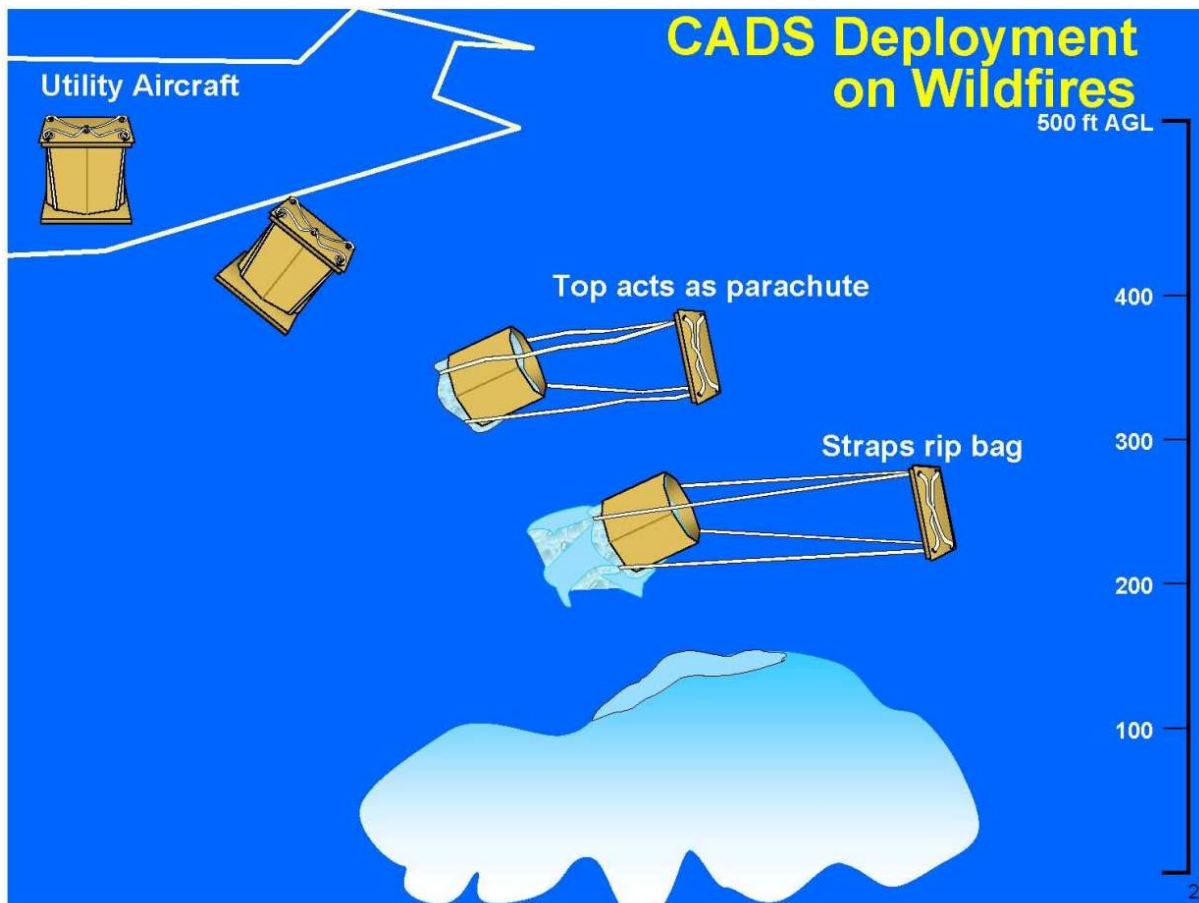 CADS Deployment
on Wildfires
Utility Aircraft
500 ft AGL
Top acts as parachute
400
Straps rip bag
300
200
100
2